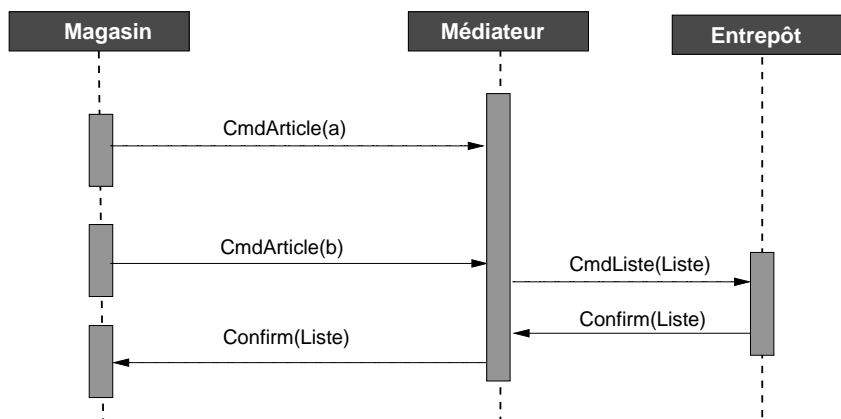 Magasin
Médiateur
Entrepôt
CmdArticle(a)
CmdArticle(b)
CmdListe(Liste)
Confirm(Liste)
Confirm(Liste)